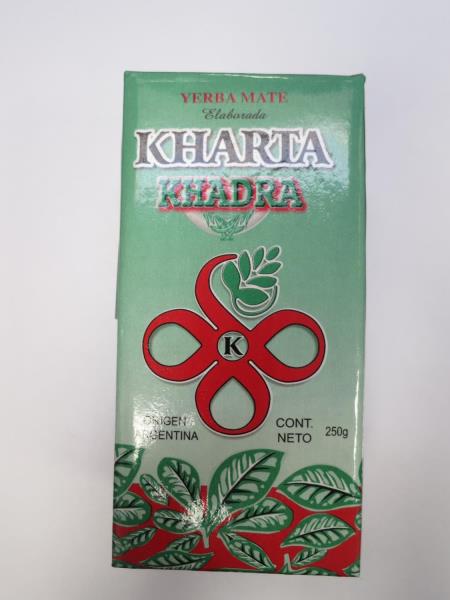 YERBA MATE
Elaborada
KHARTA
KHADRA
K
ORIGEN
ARGENTINA
CONT.
NETO 250g